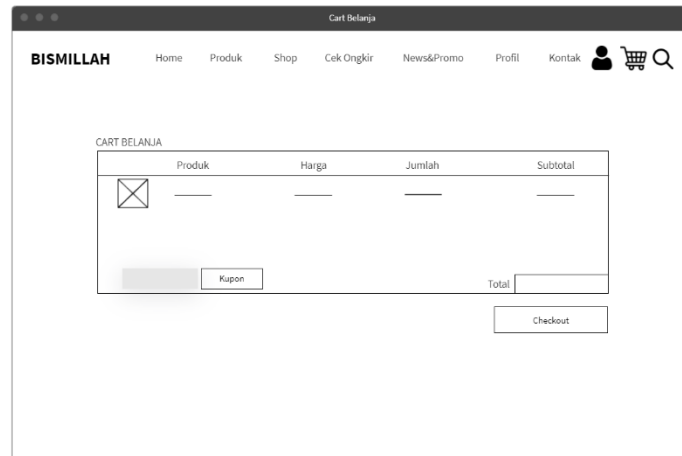 Cart Belanja
BISMILLAH Home Produk Shop Cek Ongkir News&Promo Profil Kontak
CART BELANJA
Produk Harga Jumlah Subtotal
Kupon
Total
Checkout